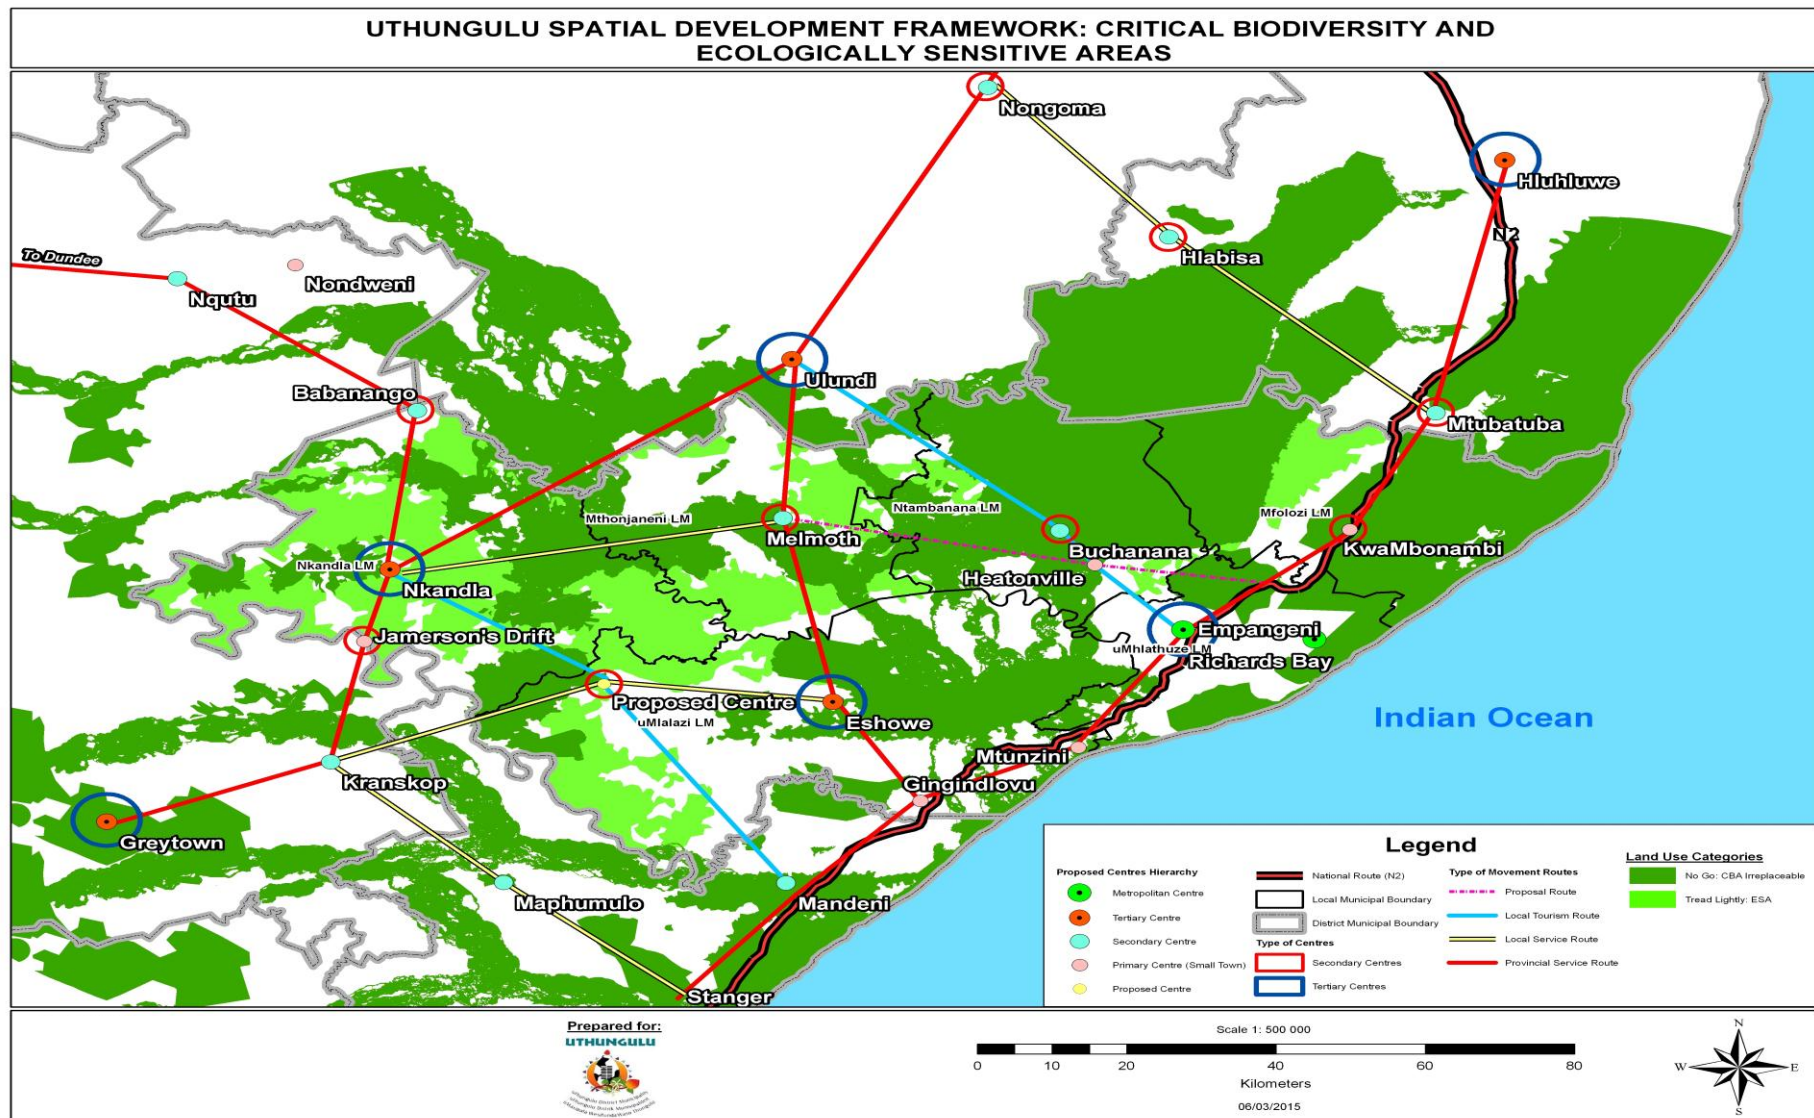 UTHUNGULU SPATIAL DEVELOPMENT FRAMEWORK: CRITICAL BIODIVERSITY AND
ECOLOGICALLY SENSITIVE AREAS
Nongoma
Hluhluwe
N2
Hlabisa
To Dundee
Nondweni
Nqutu
Ulundi
Babanango
Mtubatuba
Ntambanana LM
Mthonjaneni LM
Mfolozi LM
Melmoth
Buchanana
KwaMbonambi
Nkandla LM
Heatonville
Nkandla
Jamerson's Drift
Empangeni
uMhlathuze LM
Richards Bay
Proposed Centre
uMlalazi LM
Eshowe
Indian Ocean
Mtunzini
Kranskop
Gingindlovu
Greytown
Maphumulo
Mandeni
Stanger
Legend
Proposed Centres Hierarchy
Metropolitan Centre
Tertiary Centre
Secondary Centre
Primary Centre (Small Town)
Proposed Centre
National Route (N2)
Local Municipal Boundary
District Municipal Boundary
Type of Centres
Secondary Centres
Tertiary Centres
Type of Movement Routes
Proposal Route
Local Tourism Route
Local Service Route
Provincial Service Route
Land Use Categories
No Go: CBA Irreplaceable
Tread Lightly: ESA
Prepared for:
UTHUNGULU
Uthungulu District Municipality
Scale 1: 500 000
0 10 20 40 60 80
Kilometers
06/03/2015
N
W E
S